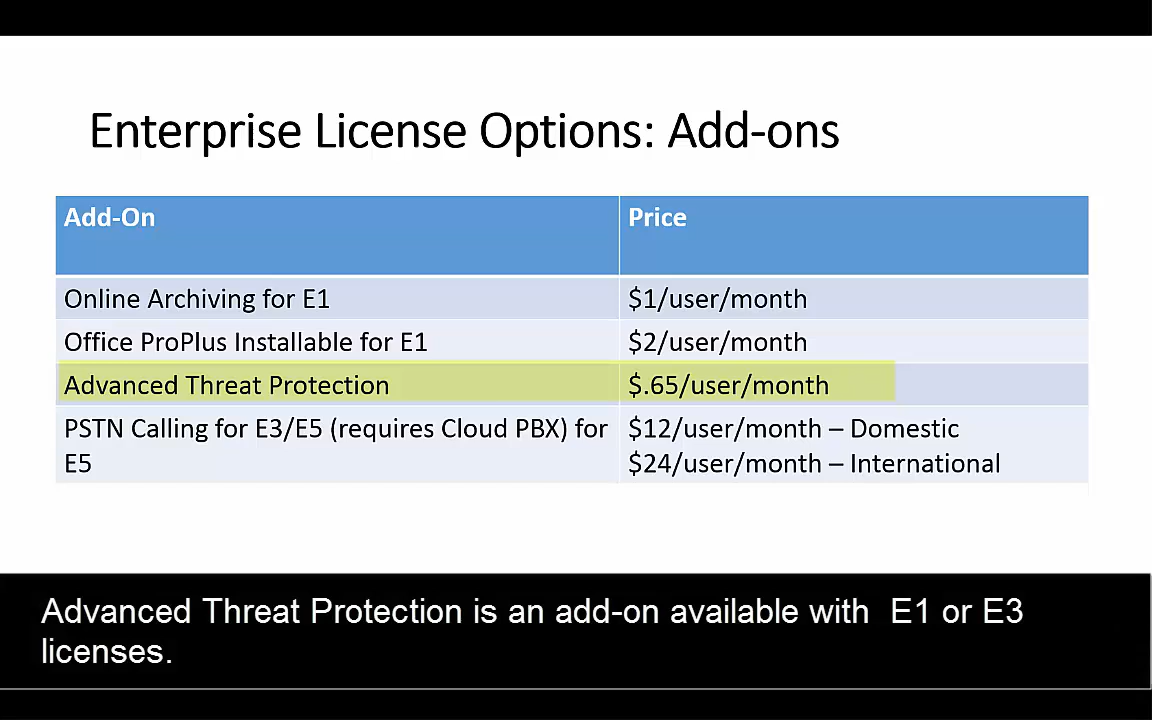 Enterprise License Options: Add-ons
Add-On
Price
Online Archiving for E1
$1/user/month
Office ProPlus Installable for E1
$2/user/month
Advanced Threat Protection
$.65/user/month
PSTN Calling for E3/E5 (requires Cloud PBX) for
E5
$12/user/month – Domestic
$24/user/month – International
Advanced Threat Protection is an add-on available with  E1 or E3
licenses.